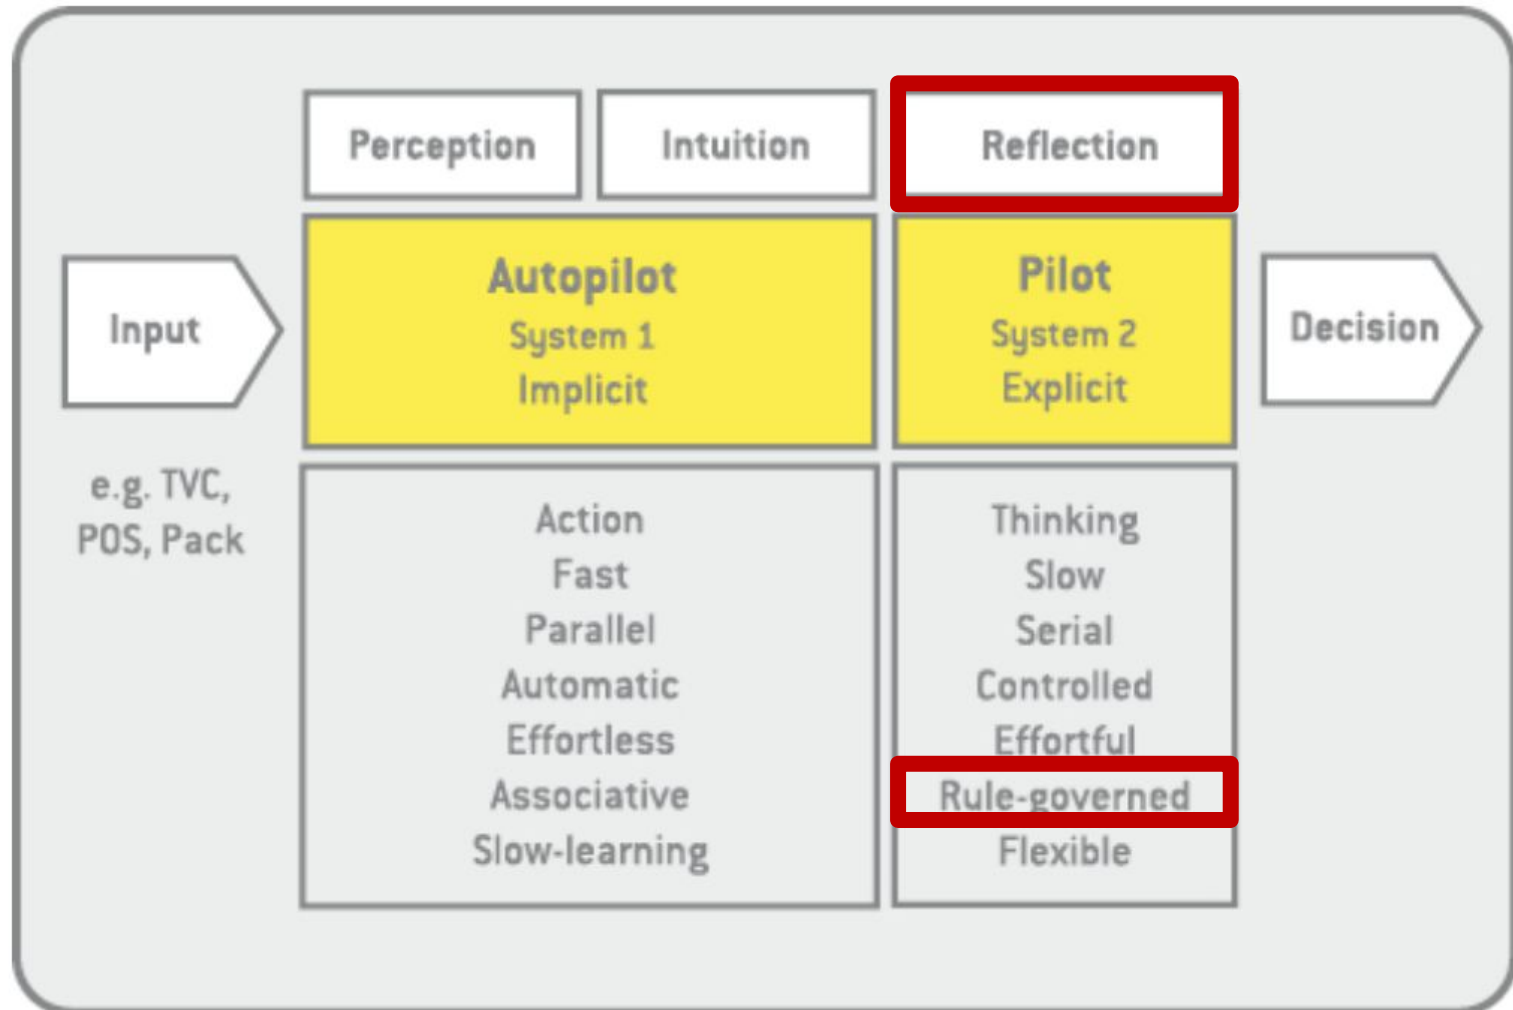 Perception
Intuition
Reflection
Input
e.g. TVC,
POS, Pack
Autopilot
System 1
Implicit
Pilot
System 2
Explicit
Decision
Action
Fast
Parallel
Automatic
Effortless
Associative
Slow-learning
Thinking
Slow
Serial
Controlled
Effortful
Rule-governed
Flexible